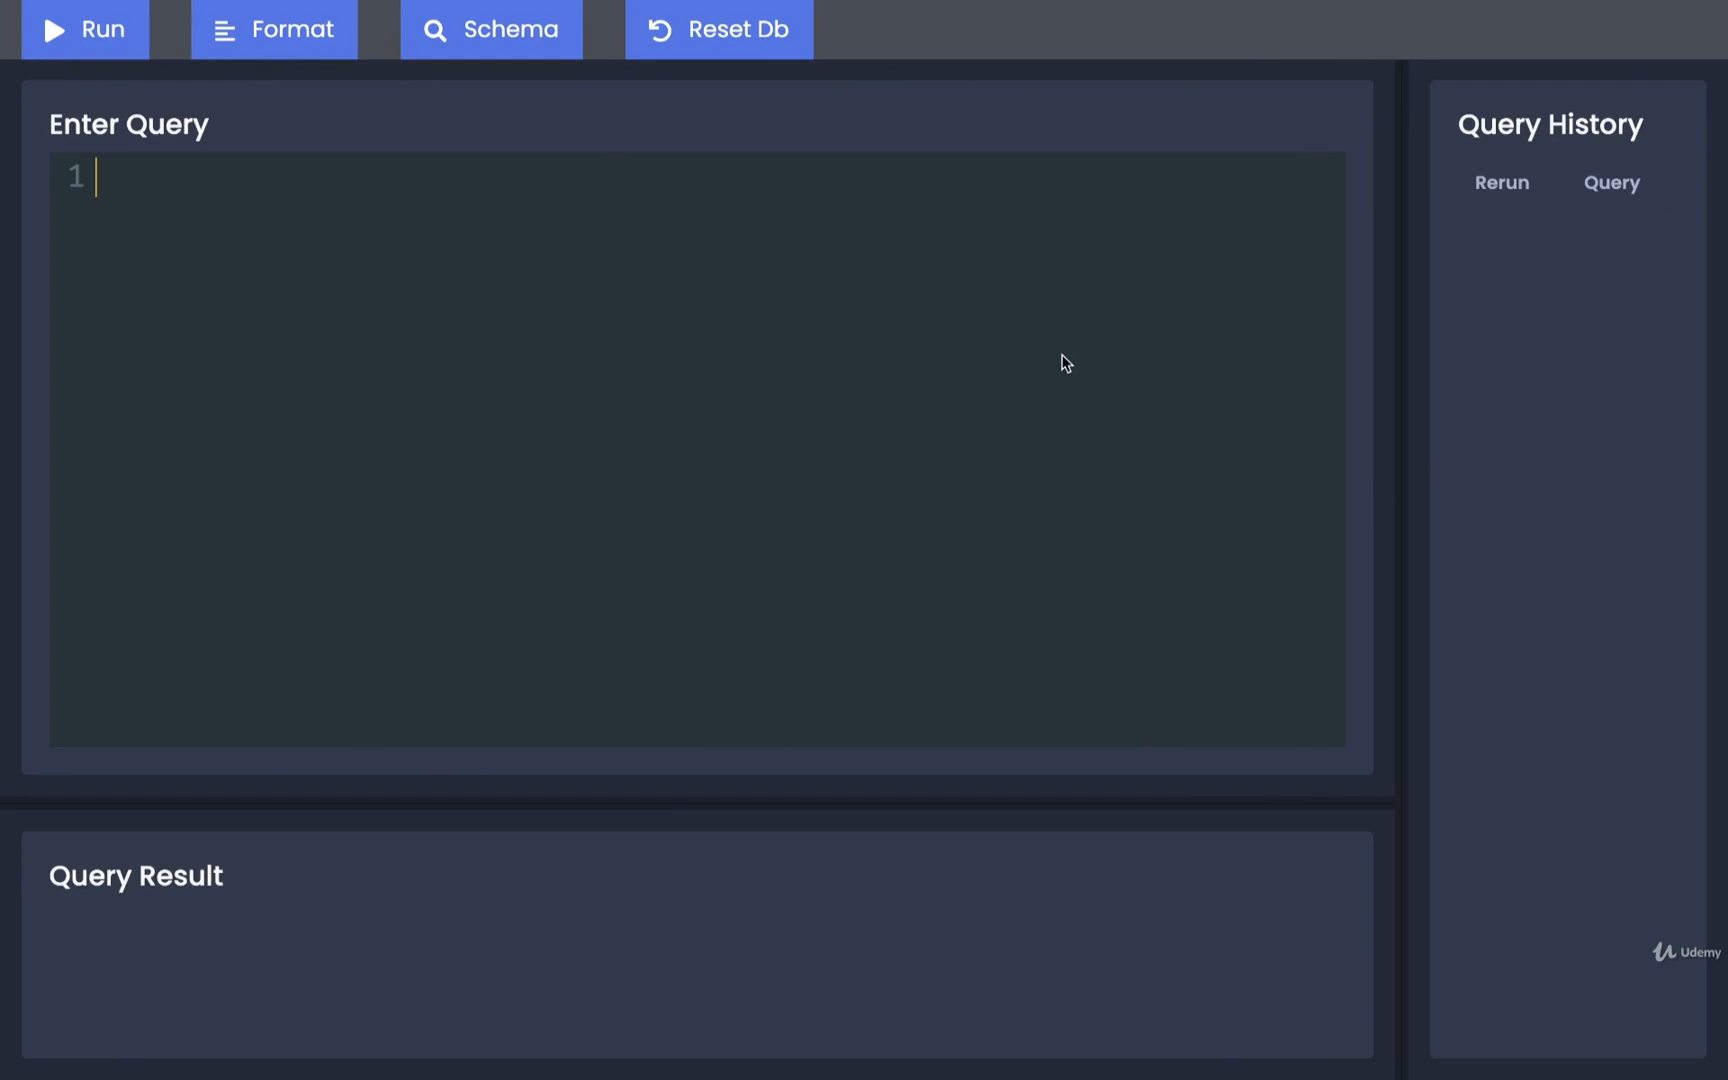 Run
Format
Schema
Reset Db
Enter Query
1
Query History
Rerun
Query
Query Result
Udemy